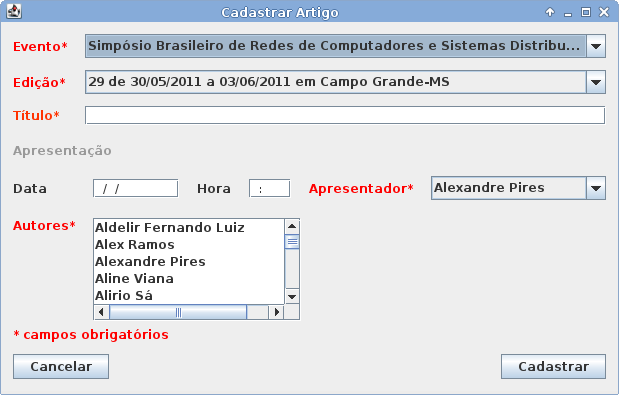 Cadastrar Artigo
Evento* Simpósio Brasileiro de Redes de Computadores e Sistemas Distribu...
Edição* 29 de 30/05/2011 a 03/06/2011 em Campo Grande-MS
Título*
Apresentação
Data / / Hora : Apresentador* Alexandre Pires
Autores* Aldelir Fernando Luiz
Alex Ramos
Alexandre Pires
Aline Viana
Alirio Sá
* campos obrigatórios
Cancelar Cadastrar